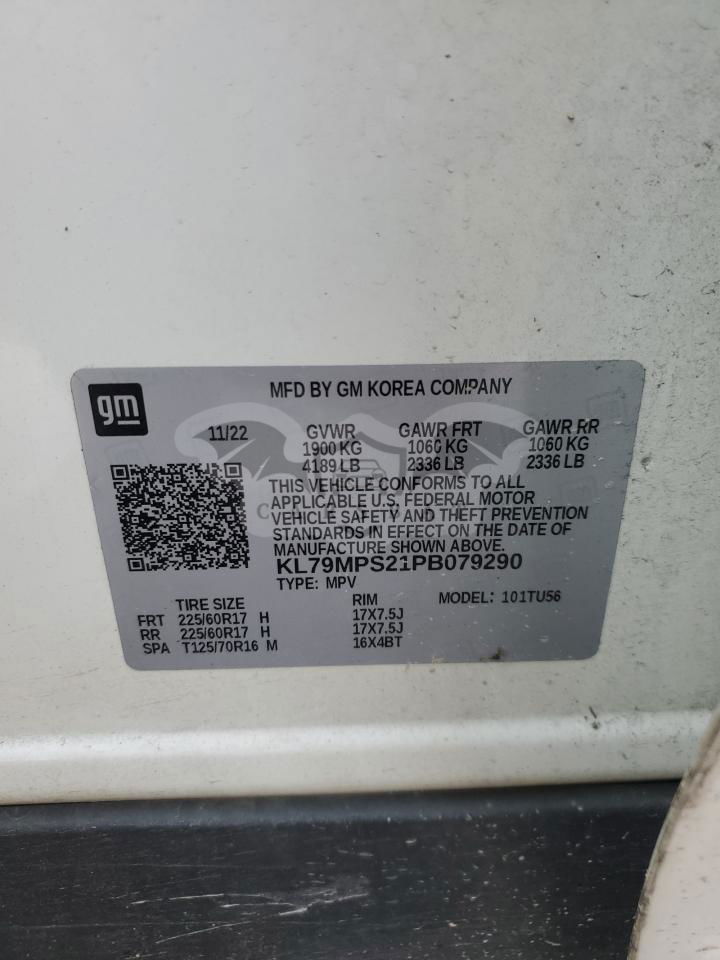 gm
MFD BY GM KOREA COMPANY
11/22 GVWR GAWR FRT GAWR RR
1900 KG 1060 KG 1060 KG
4189 LB 2336 LB 2336 LB
THIS VEHICLE CONFORMS TO ALL
APPLICABLE U.S. FEDERAL MOTOR
VEHICLE SAFETY AND THEFT PREVENTION
STANDARDS IN EFFECT ON THE DATE OF
MANUFACTURE SHOWN ABOVE.
KL79MPS21PB079290
TYPE: MPV
TIRE SIZE RIM MODEL: 101TU56
FRT 225/60R17 H 17X7.5J
RR 225/60R17 H 17X7.5J
SPA T125/70R16 M 16X4BT